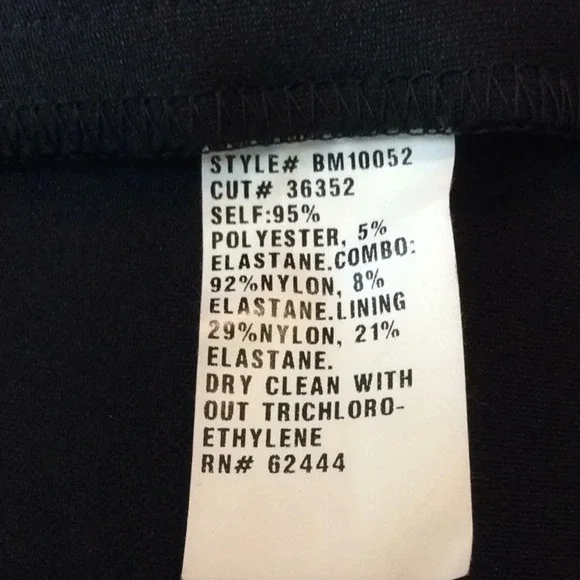 STYLE# BM10052
CUT# 36352
SELF:95%
POLYESTER, 5%
ELASTANE.COMBO:
92%NYLON, 8%
ELASTANE.LINING
29%NYLON, 21%
ELASTANE.
DRY CLEAN WITH
OUT TRICHLORO-
ETHYLENE
RN# 62444